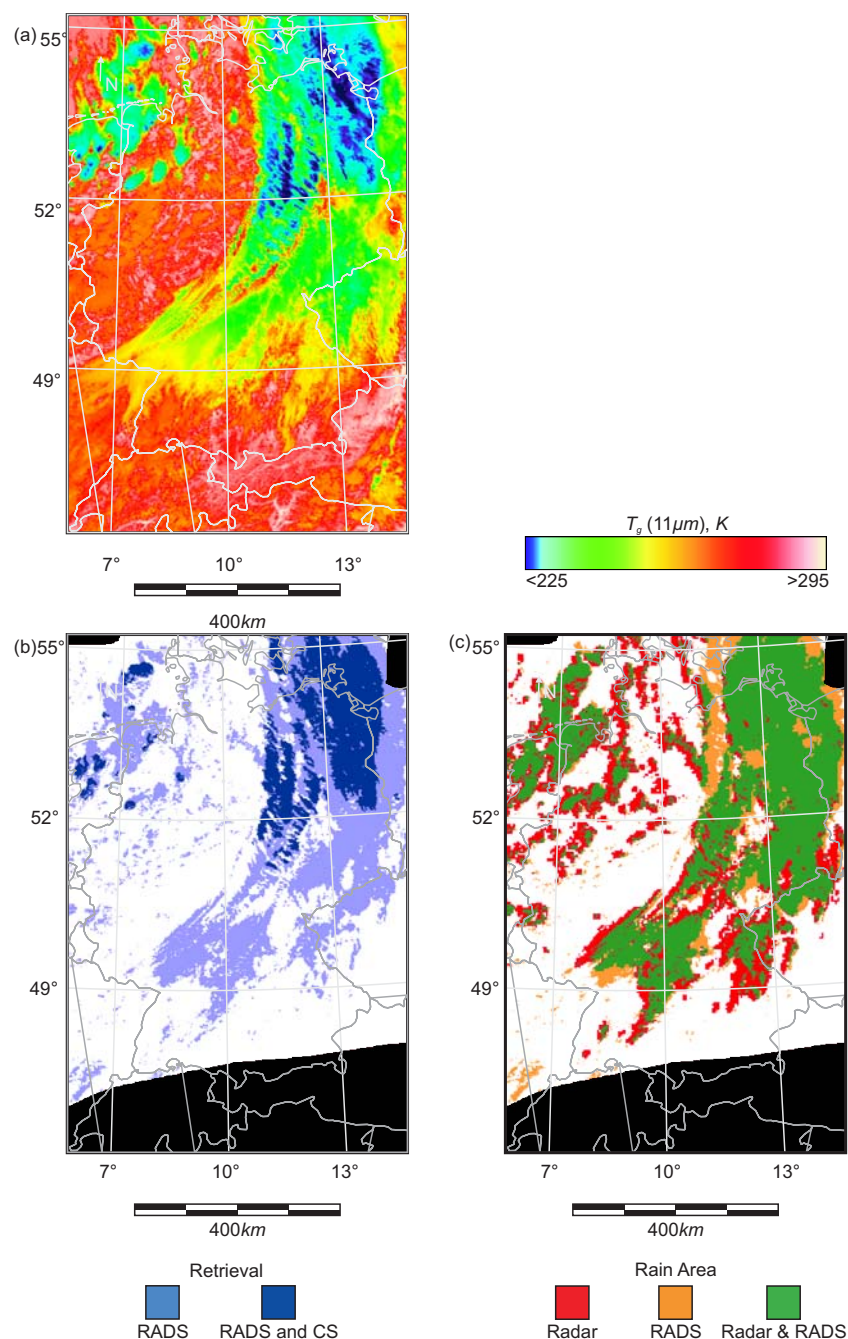 (a)
55°
N
52°
49°
7° 10° 13°
400km
T_g (11μm), K
<225 >295
(b)
55°
52°
49°
7° 10° 13°
400km
(c)
55°
N
52°
49°
7° 10° 13°
400km
Retrieval
RADS RADS and CS
Rain Area
Radar RADS Radar & RADS